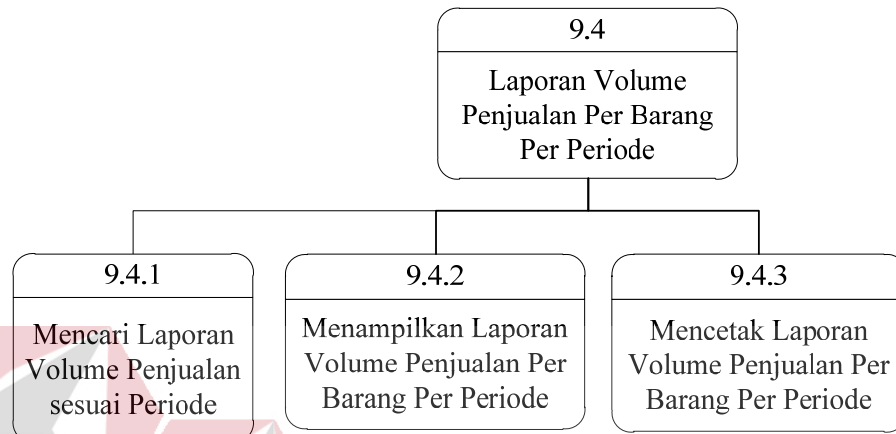 9.4
Laporan Volume
Penjualan Per Barang
Per Periode
9.4.1
Mencari Laporan
Volume Penjualan
sesuai Periode
9.4.2
Menampilkan Laporan
Volume Penjualan Per
Barang Per Periode
9.4.3
Mencetak Laporan
Volume Penjualan Per
Barang Per Periode